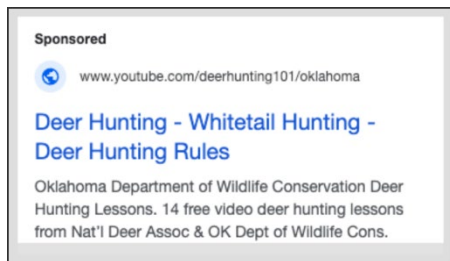 Sponsored
www.youtube.com/deerhunting101/oklahoma
Deer Hunting - Whitetail Hunting -
Deer Hunting Rules
Oklahoma Department of Wildlife Conservation Deer
Hunting Lessons. 14 free video deer hunting lessons
from Nat'l Deer Assoc & OK Dept of Wildlife Cons.